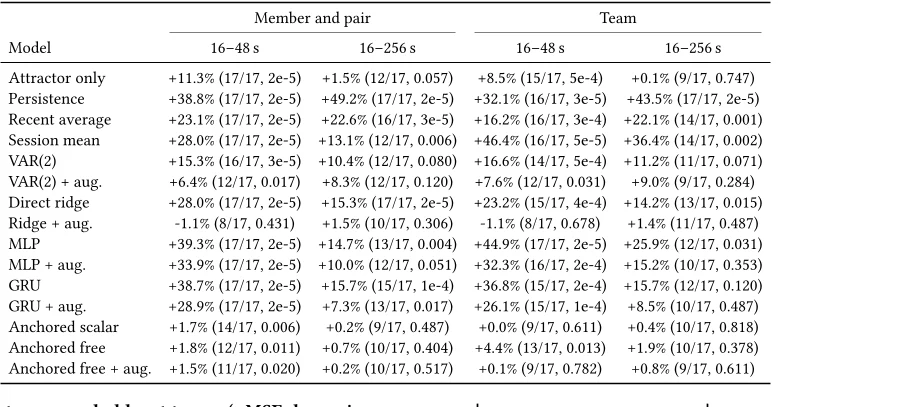 Member and pair Team
Model 16–48 s 16–256 s 16–48 s 16–256 s
Attractor only +11.3% (17/17, 2e-5) +1.5% (12/17, 0.057) +8.5% (15/17, 5e-4) +0.1% (9/17, 0.747)
Persistence +38.8% (17/17, 2e-5) +49.2% (17/17, 2e-5) +32.1% (16/17, 3e-5) +43.5% (17/17, 2e-5)
Recent average +23.1% (17/17, 2e-5) +22.6% (16/17, 3e-5) +16.2% (16/17, 3e-4) +22.1% (14/17, 0.001)
Session mean +28.0% (17/17, 2e-5) +13.1% (12/17, 0.006) +46.4% (16/17, 5e-5) +36.4% (14/17, 0.002)
VAR(2) +15.3% (16/17, 3e-5) +10.4% (12/17, 0.080) +16.6% (14/17, 5e-4) +11.2% (11/17, 0.071)
VAR(2) + aug. +6.4% (12/17, 0.017) +8.3% (12/17, 0.120) +7.6% (12/17, 0.031) +9.0% (9/17, 0.284)
Direct ridge +28.0% (17/17, 2e-5) +15.3% (17/17, 2e-5) +23.2% (15/17, 4e-4) +14.2% (13/17, 0.015)
Ridge + aug. -1.1% (8/17, 0.431) +1.5% (10/17, 0.306) -1.1% (8/17, 0.678) +1.4% (11/17, 0.487)
MLP +39.3% (17/17, 2e-5) +14.7% (13/17, 0.004) +44.9% (17/17, 2e-5) +25.9% (12/17, 0.031)
MLP + aug. +33.9% (17/17, 2e-5) +10.0% (12/17, 0.051) +32.3% (16/17, 2e-4) +15.2% (10/17, 0.353)
GRU +38.7% (17/17, 2e-5) +15.7% (15/17, 1e-4) +36.8% (15/17, 2e-4) +15.7% (12/17, 0.120)
GRU + aug. +28.9% (17/17, 2e-5) +7.3% (13/17, 0.017) +26.1% (15/17, 1e-4) +8.5% (10/17, 0.487)
Anchored scalar +1.7% (14/17, 0.006) +0.2% (9/17, 0.487) +0.0% (9/17, 0.611) +0.4% (10/17, 0.818)
Anchored free +1.8% (12/17, 0.011) +0.7% (10/17, 0.404) +4.4% (13/17, 0.013) +1.9% (10/17, 0.378)
Anchored free + aug. +1.5% (11/17, 0.020) +0.2% (10/17, 0.517) +0.1% (9/17, 0.782) +0.8% (9/17, 0.611)